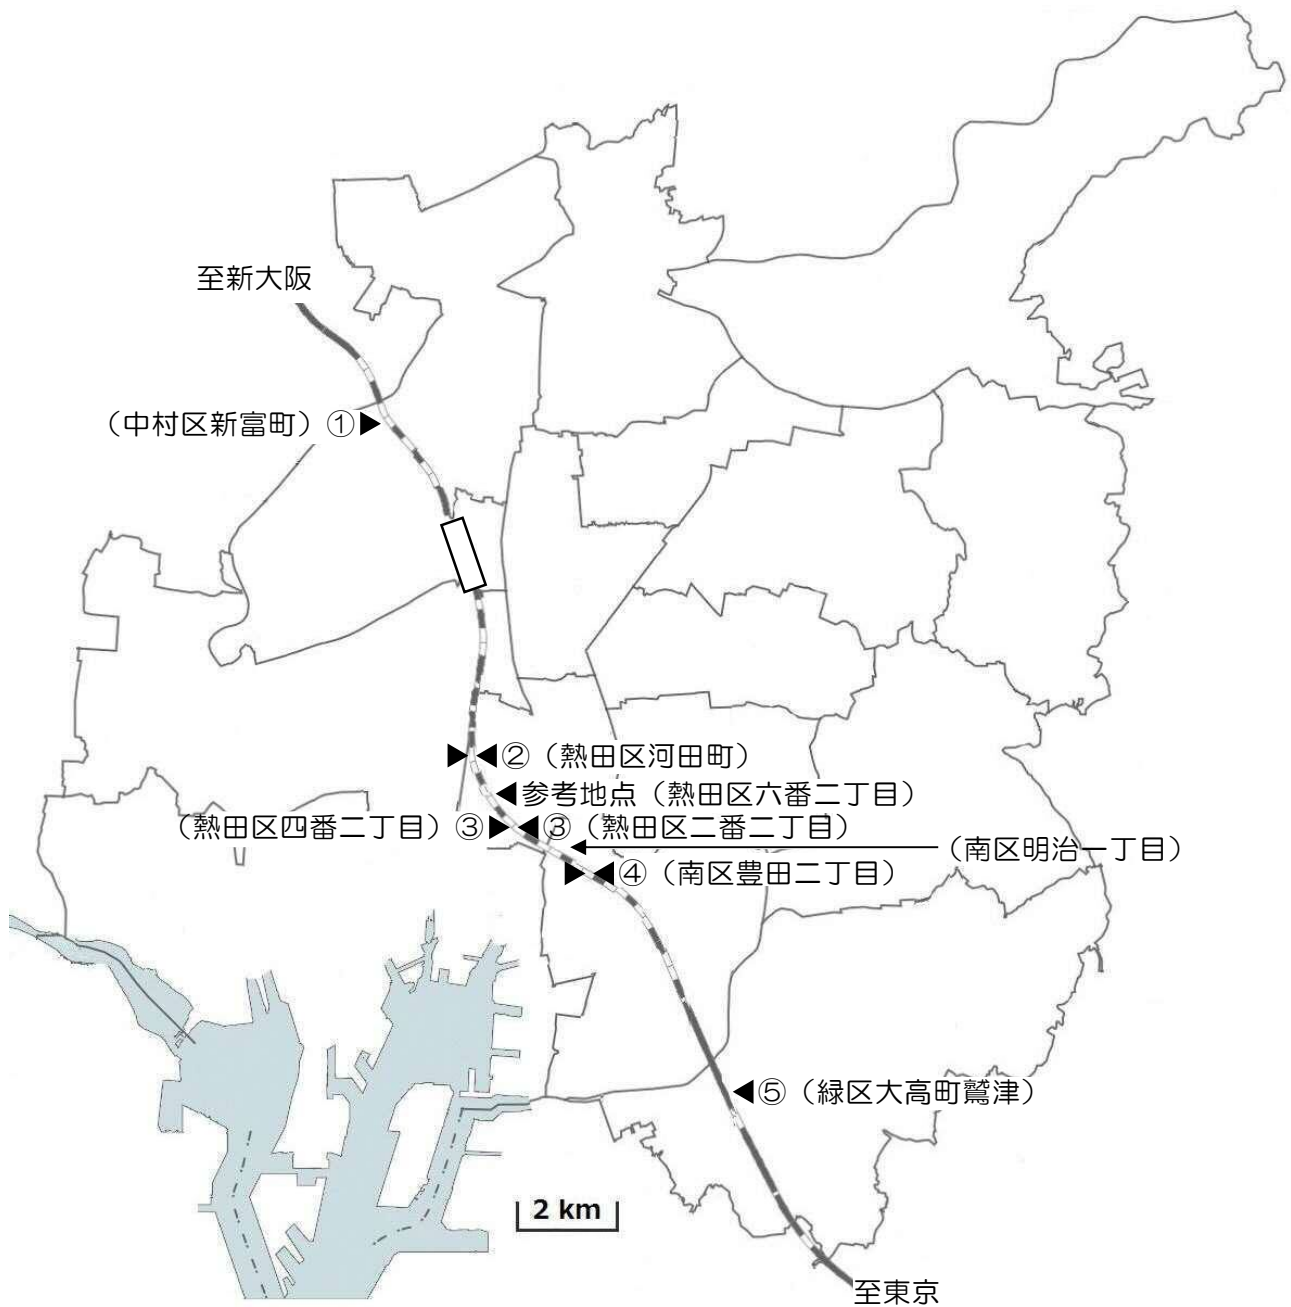 至新大阪
（中村区新富町）①▶
▶◀②（熱田区河田町）
◀参考地点（熱田区六番二丁目）
（熱田区四番二丁目）③▶
◀③（熱田区二番二丁目）
（南区明治一丁目）
▶◀④（南区豊田二丁目）
◀⑤（緑区大高町鷲津）
2 km
至東京